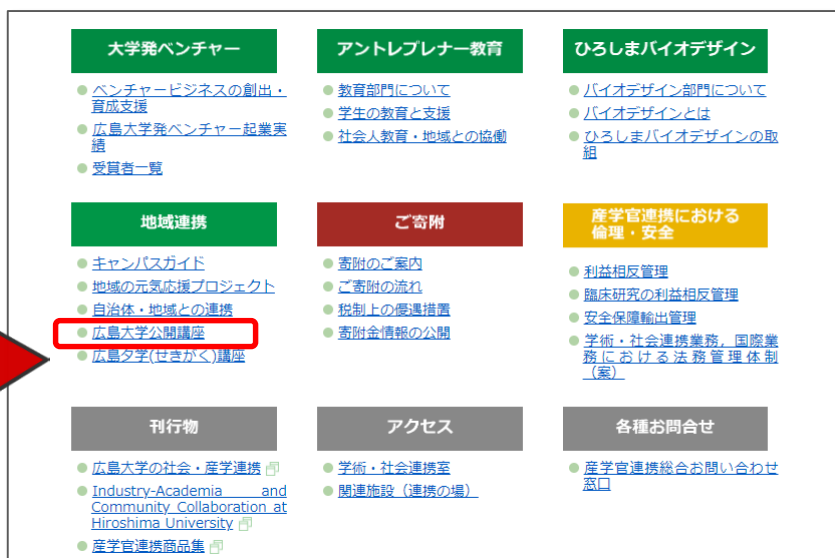 大学発ベンチャー
ベンチャービジネスの創出・
育成支援
広島大学発ベンチャー起業実
績
受賞者一覧
アントレプレナー教育
教育部門について
学生の教育と支援
社会人教育・地域との協働
ひろしまバイオデザイン
バイオデザイン部門について
バイオデザインとは
ひろしまバイオデザインの取
組
地域連携
キャンパスガイド
地域の元気応援プロジェクト
自治体・地域との連携
広島大学公開講座
広島夕学(せきがく)講座
ご寄附
寄附のご案内
ご寄附の流れ
税制上の優遇措置
寄附金情報の公開
産学官連携における
倫理・安全
利益相反管理
臨床研究の利益相反管理
安全保障輸出管理
学術・社会連携業務，国際業
務における法務管理体制
（案）
刊行物
広島大学の社会・産学連携
Industry-Academia and
Community Collaboration at
Hiroshima University
産学官連携商品集
アクセス
学術・社会連携室
関連施設（連携の場）
各種お問合せ
産学官連携総合お問い合わせ
窓口